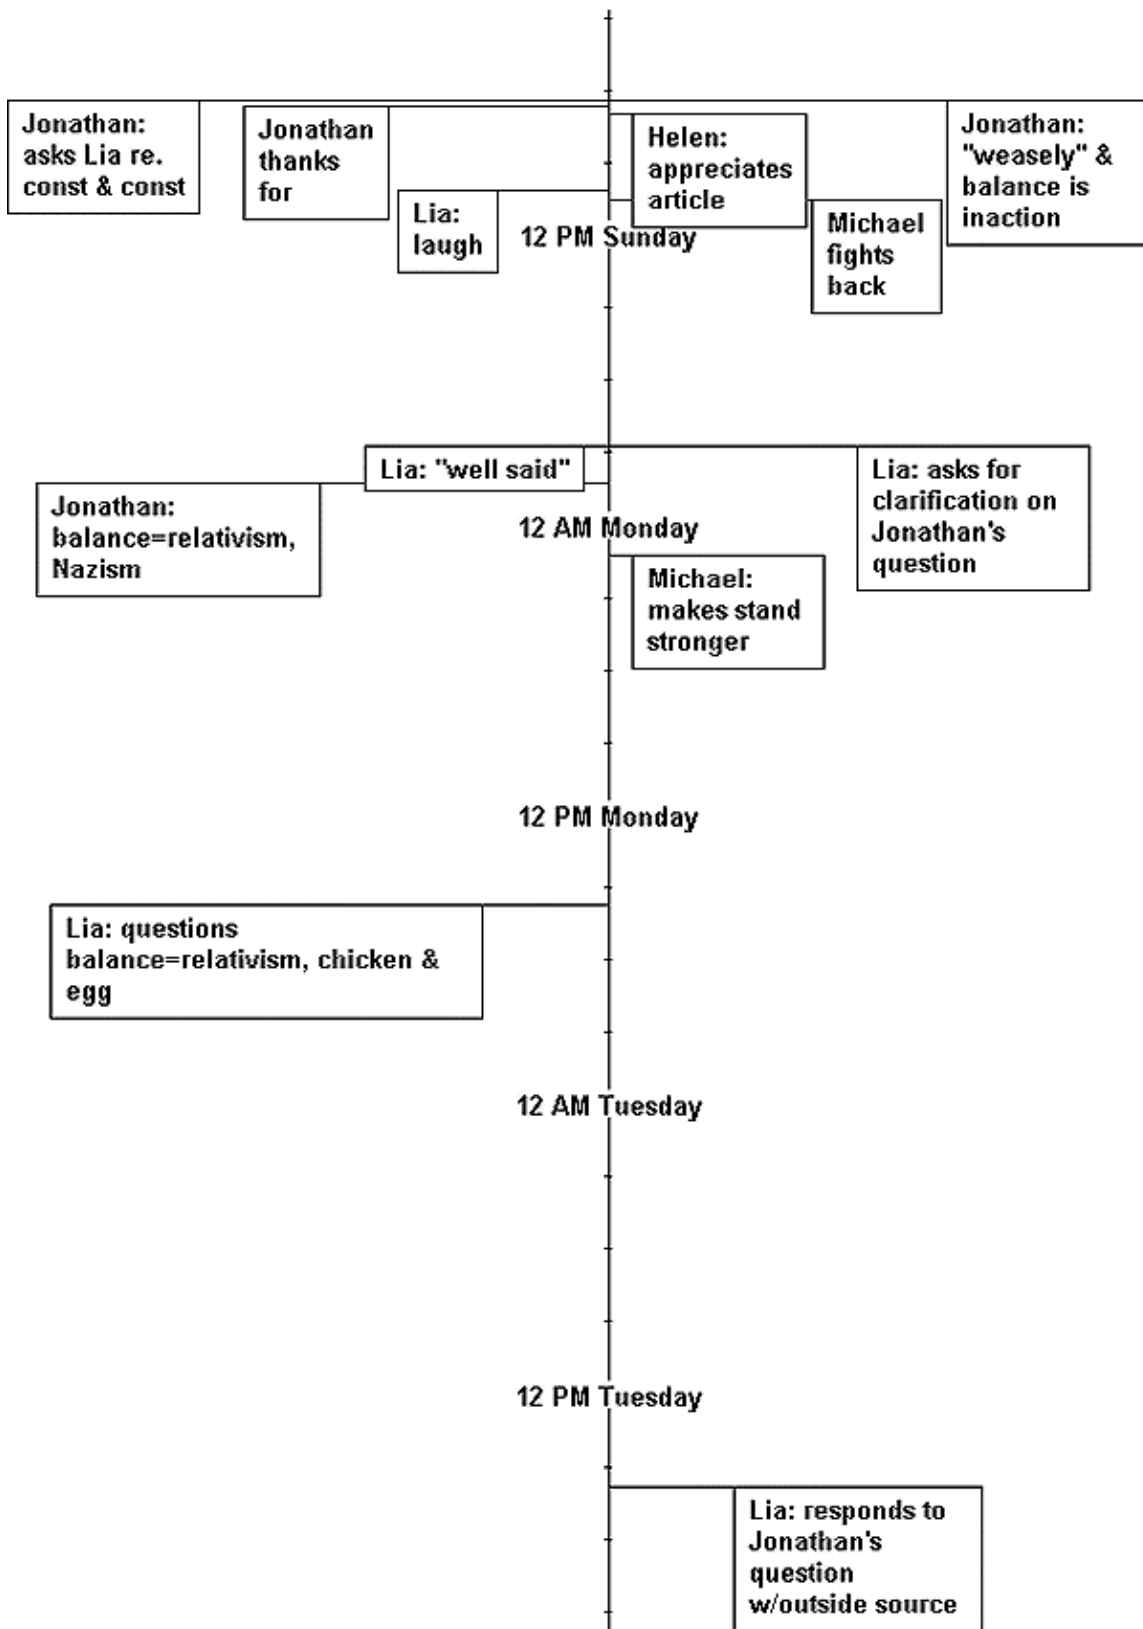 Jonathan:
asks Lia re.
const & const
Jonathan
thanks
for
Lia:
laugh
Helen:
appreciates
article
Jonathan:
"weasely" &
balance is
inaction
Michael
fights
back
12 PM Sunday
Lia: "well said"
Jonathan:
balance=relativism,
Nazism
Lia: asks for
clarification on
Jonathan's
question
12 AM Monday
Michael:
makes stand
stronger
12 PM Monday
Lia: questions
balance=relativism, chicken &
egg
12 AM Tuesday
12 PM Tuesday
Lia: responds to
Jonathan's
question
w/outside source